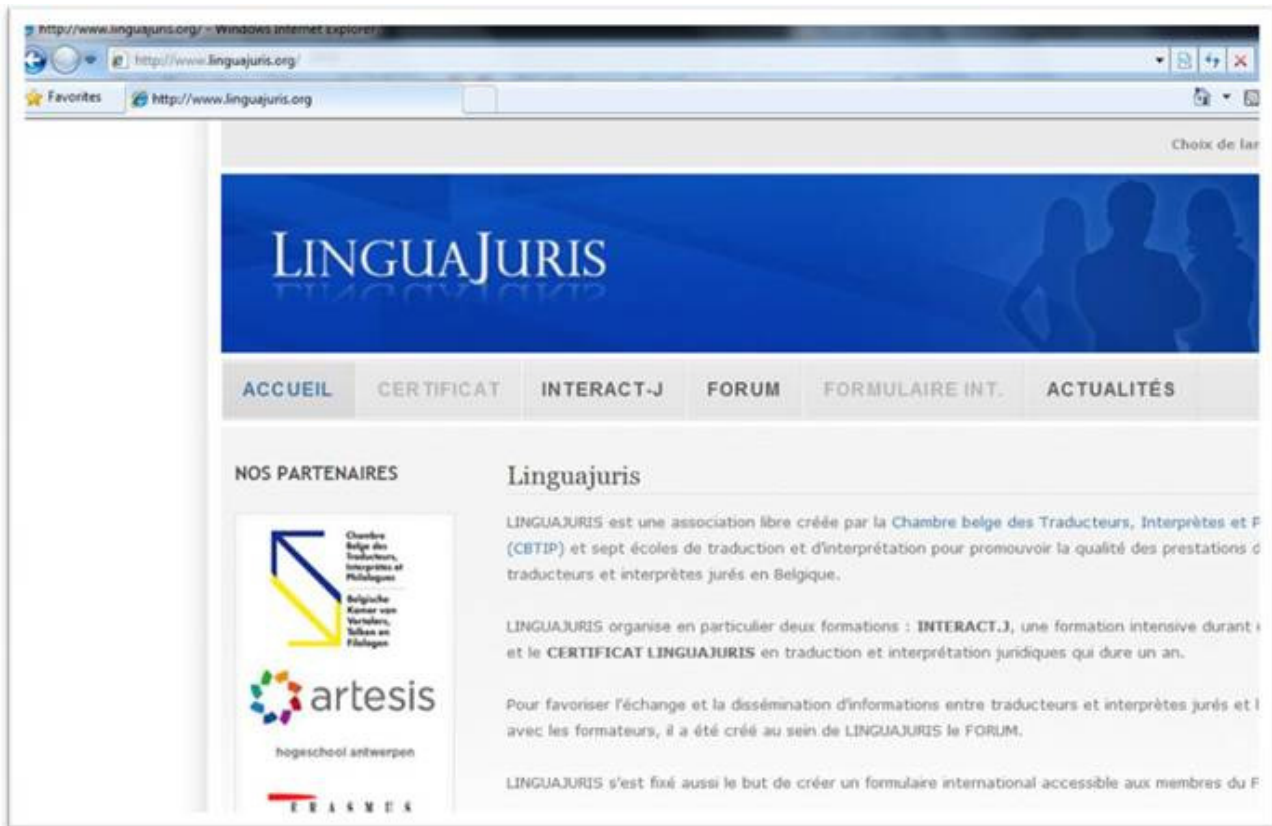 http://www.linguajuris.org/ - Windows Internet Explorer
http://www.linguajuris.org/
Favorites
http://www.linguajuris.org
Choix de lan
LINGUAJURIS
ACCUEIL
CERTIFICAT
INTERACT-J
FORUM
FORMULAIRE INT.
ACTUALITÉS
NOS PARTENAIRES
Chambre
Belge des
Traducteurs,
Interprètes et
Philologues
Belgische
Kamer van
Vertalers,
Tolken en
Filologen
artesis
hogeschool antwerpen
ERASMUS
Linguajuris
LINGUAJURIS est une association libre créée par la Chambre belge des Traducteurs, Interprètes et P
(CBTIP) et sept écoles de traduction et d'interprétation pour promouvoir la qualité des prestations d
traducteurs et interprètes jurés en Belgique.
LINGUAJURIS organise en particulier deux formations : INTERACT.J, une formation intensive durant
et le CERTIFICAT LINGUAJURIS en traduction et interprétation juridiques qui dure un an.
Pour favoriser l'échange et la dissémination d'informations entre traducteurs et interprètes jurés et
avec les formateurs, il a été créé au sein de LINGUAJURIS le FORUM.
LINGUAJURIS s'est fixé aussi le but de créer un formulaire international accessible aux membres du F